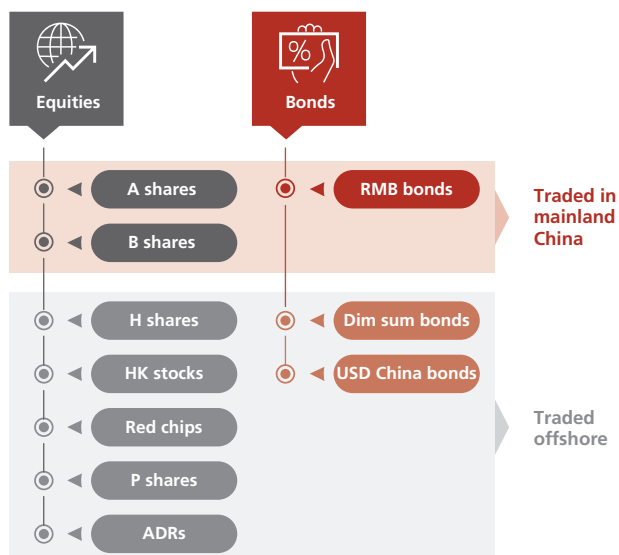 %
Equities
Bonds
A shares
RMB bonds
B shares
Traded in
mainland
China
H shares
Dim sum bonds
HK stocks
USD China bonds
Red chips
P shares
ADRs
Traded
offshore